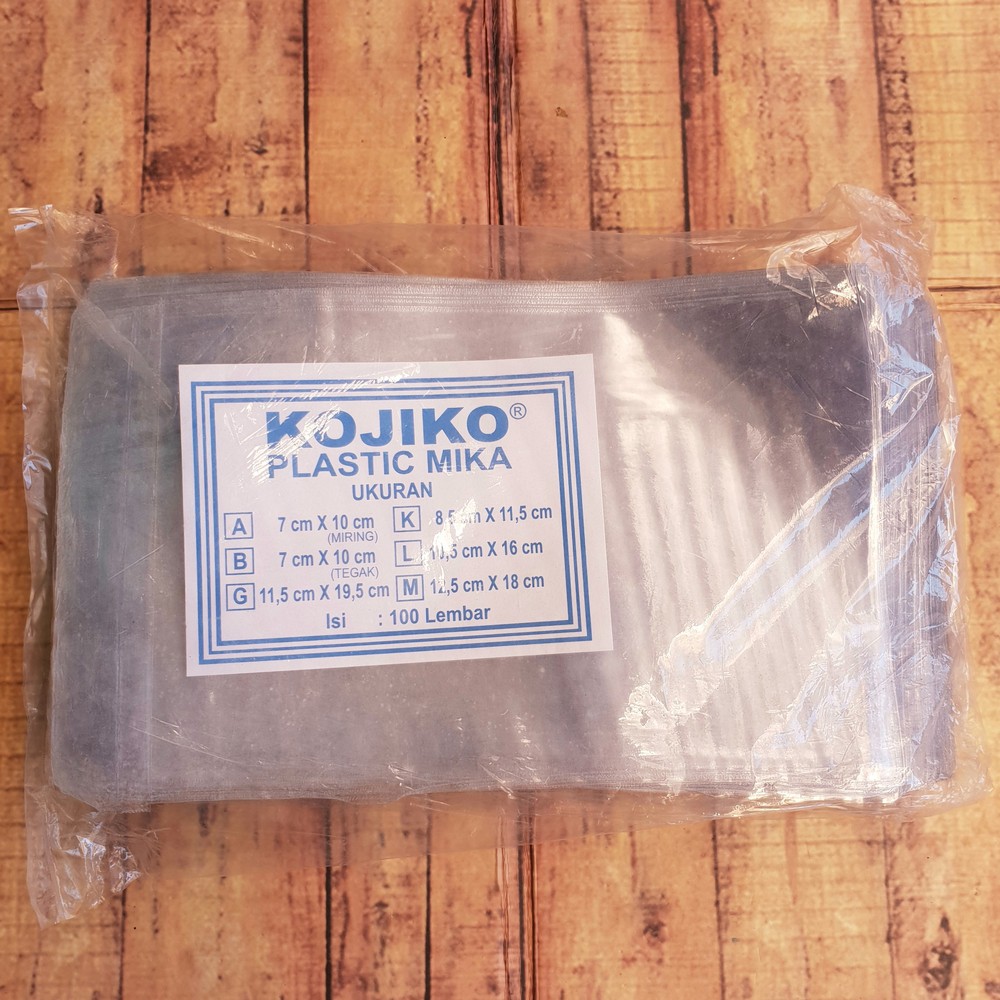 KOJIKO®
PLASTIC MIKA
UKURAN
A 7 cm X 10 cm K 8,5 cm X 11,5 cm
(MIRING)
B 7 cm X 10 cm L 10,5 cm X 16 cm
(TEGAK)
G 11,5 cm X 19,5 cm M 12,5 cm X 18 cm
Isi : 100 Lembar